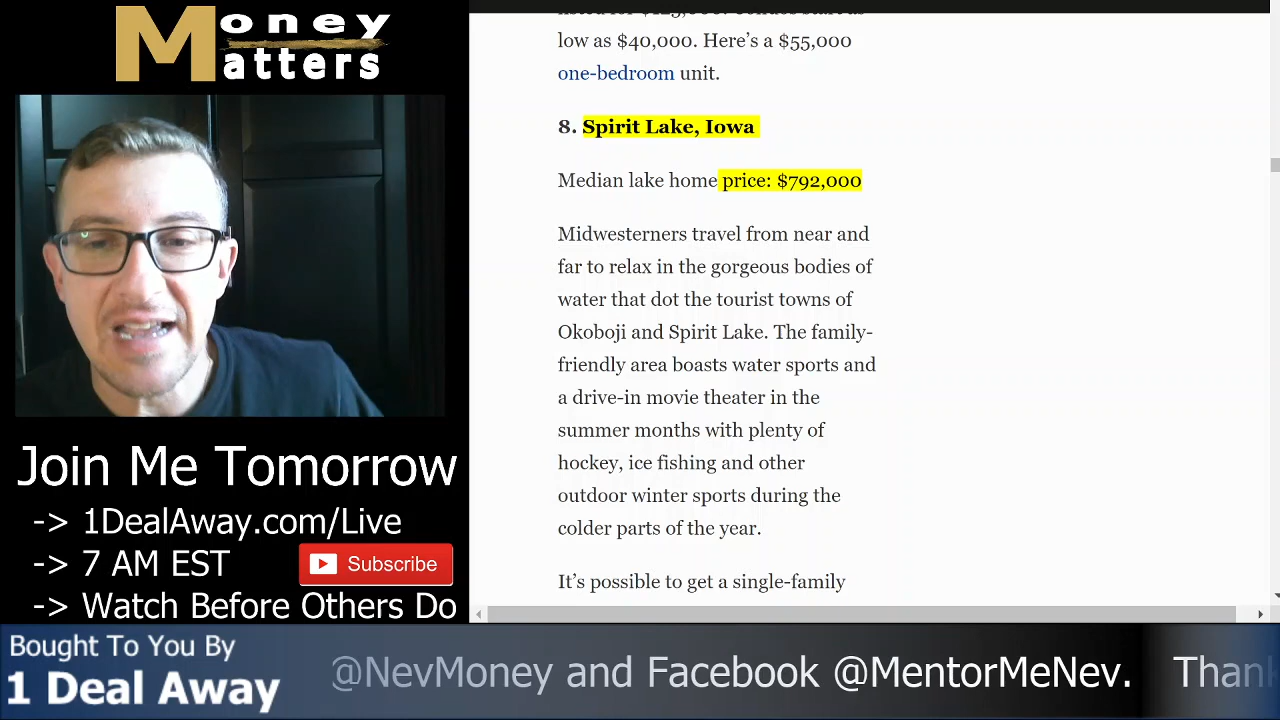 Money
Matters
Join Me Tomorrow
-> 1DealAway.com/Live
-> 7 AM EST
Subscribe
-> Watch Before Others Do
low as $40,000. Here’s a $55,000
one-bedroom unit.
8. Spirit Lake, Iowa
Median lake home price: $792,000
Midwesterners travel from near and
far to relax in the gorgeous bodies of
water that dot the tourist towns of
Okoboji and Spirit Lake. The family-
friendly area boasts water sports and
a drive-in movie theater in the
summer months with plenty of
hockey, ice fishing and other
outdoor winter sports during the
colder parts of the year.
It’s possible to get a single-family
Bought To You By
1 Deal Away
@NevMoney and Facebook @MentorMeNev. Thank